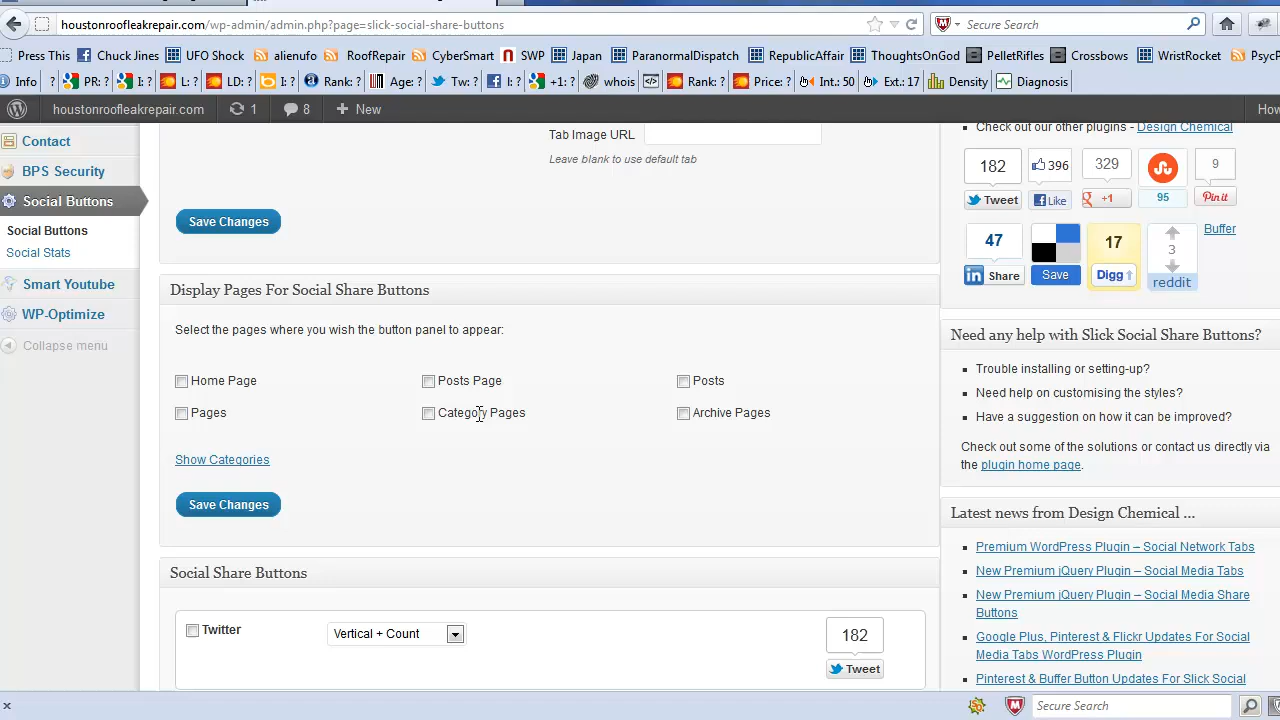 houstonroofleakrepair.com/wp-admin/admin.php?page=slick-social-share-buttons
Secure Search
Press This
Chuck Jines
UFO Shock
alienufo
RoofRepair
CyberSmart
SWP
Japan
ParanormalDispatch
RepublicAffair
ThoughtsOnGod
PelletRifles
Crossbows
WristRocket
PsycP
Info
?
PR: ?
I: ?
L: ?
LD: ?
I: ?
Rank: ?
Age: ?
Tw: ?
I: ?
+1: ?
whois
Rank: ?
Price: ?
Int.: 50
Ext.: 17
Density
Diagnosis
houstonroofleakrepair.com
1
8
+ New
How
Contact
BPS Security
Social Buttons
Social Buttons
Social Stats
Smart Youtube
WP-Optimize
Collapse menu
Tab Image URL
Leave blank to use default tab
Save Changes
Display Pages For Social Share Buttons
Select the pages where you wish the button panel to appear:
Home Page
Posts Page
Posts
Pages
Category Pages
Archive Pages
Show Categories
Save Changes
Social Share Buttons
Twitter
Vertical + Count
182
Tweet
Check out our other plugins - Design Chemical
182
396
329
95
9
Tweet
Like
+1
Pin it
47
17
3
Buffer
Share
Save
Digg
reddit
Need any help with Slick Social Share Buttons?
Trouble installing or setting-up?
Need help on customising the styles?
Have a suggestion on how it can be improved?
Check out some of the solutions or contact us directly via
the plugin home page.
Latest news from Design Chemical ...
Premium WordPress Plugin – Social Network Tabs
New Premium jQuery Plugin – Social Media Tabs
New Premium jQuery Plugin – Social Media Share
Buttons
Google Plus, Pinterest & Flickr Updates For Social
Media Tabs WordPress Plugin
Pinterest & Buffer Button Updates For Slick Social
x
Secure Search